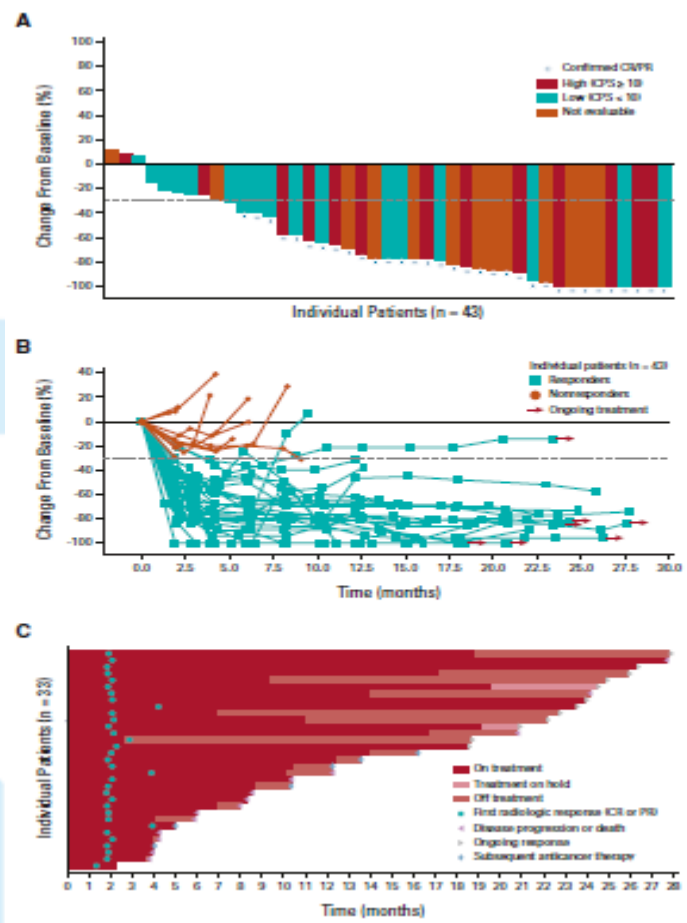 A
100
80
60
40
20
0
-20
-40
-60
-80
-100
Change From Baseline (%)
Confirmed CR/PR
High (CPS ≥ 10)
Low (CPS < 10)
Not evaluable
Individual Patients (n = 43)
B
40
20
0
-20
-40
-60
-80
-100
Change From Baseline (%)
Individual patients (n = 43)
Responders
Nonresponders
Ongoing treatment
0.0 2.5 5.0 7.5 10.0 12.5 15.0 17.5 20.0 22.5 25.0 27.5 30.0
Time (months)
C
Individual Patients (n = 33)
On treatment
Treatment on hold
Off treatment
First radiologic response (CR or PR)
Disease progression or death
Ongoing response
Subsequent anticancer therapy
0 1 2 3 4 5 6 7 8 9 10 11 12 13 14 15 16 17 18 19 20 21 22 23 24 25 26 27 28
Time (months)